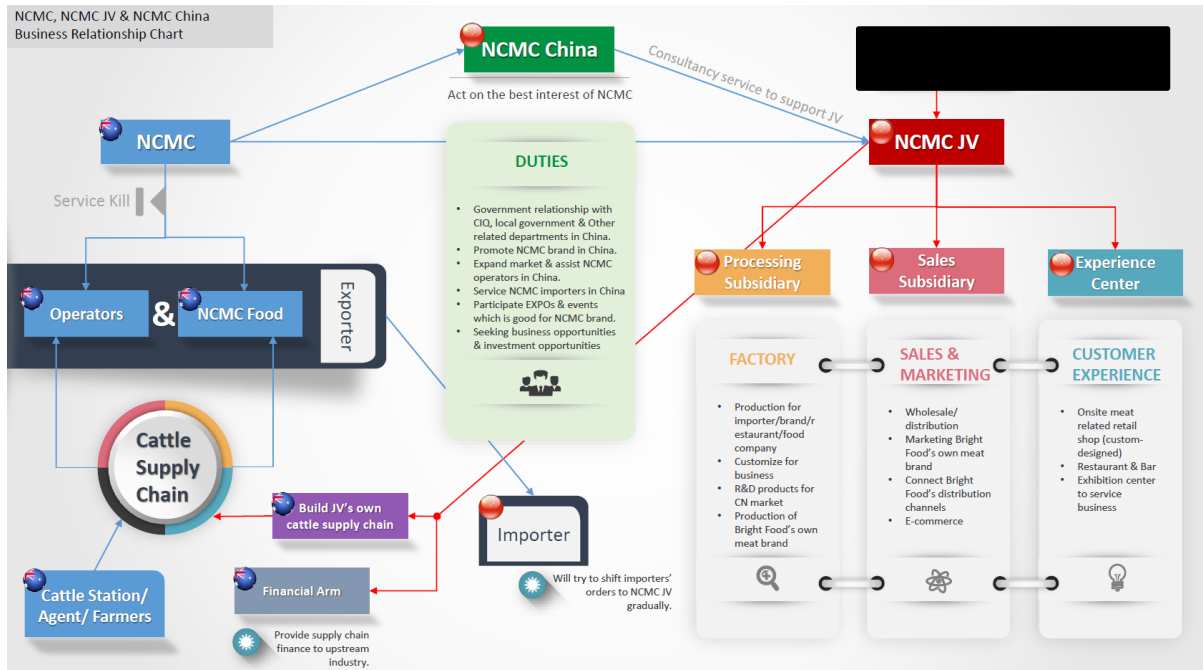 NCMC, NCMC JV & NCMC China
Business Relationship Chart
NCMC China
Act on the best interest of NCMC
Consultancy service to support JV
NCMC
NCMC JV
Service Kill
DUTIES
• Government relationship with
CIQ, local government & Other
related departments in China.
• Promote NCMC brand in China.
• Expand market & assist NCMC
operators in China.
• Service NCMC importers in China
• Participate EXPOs & events
which is good for NCMC brand.
• Seeking business opportunities
& investment opportunities
Processing
Subsidiary
Sales
Subsidiary
Experience
Center
Operators
&
NCMC Food
Exporter
FACTORY
• Production for
importer/brand/r
estaurant/food
company
• Customize for
business
• R&D products for
CN market
• Production of
Bright Food's own
meat brand
SALES &
MARKETING
• Wholesale/
distribution
• Marketing Bright
Food's own meat
brand
• Connect Bright
Food's distribution
channels
• E-commerce
CUSTOMER
EXPERIENCE
• Onsite meat
related retail
shop (custom-
designed)
• Restaurant & Bar
• Exhibition center
to service
business
Cattle
Supply
Chain
Build JV's own
cattle supply chain
Importer
Will try to shift importers'
orders to NCMC JV
gradually.
Cattle Station/
Agent/ Farmers
Financial Arm
Provide supply chain
finance to upstream
industry.